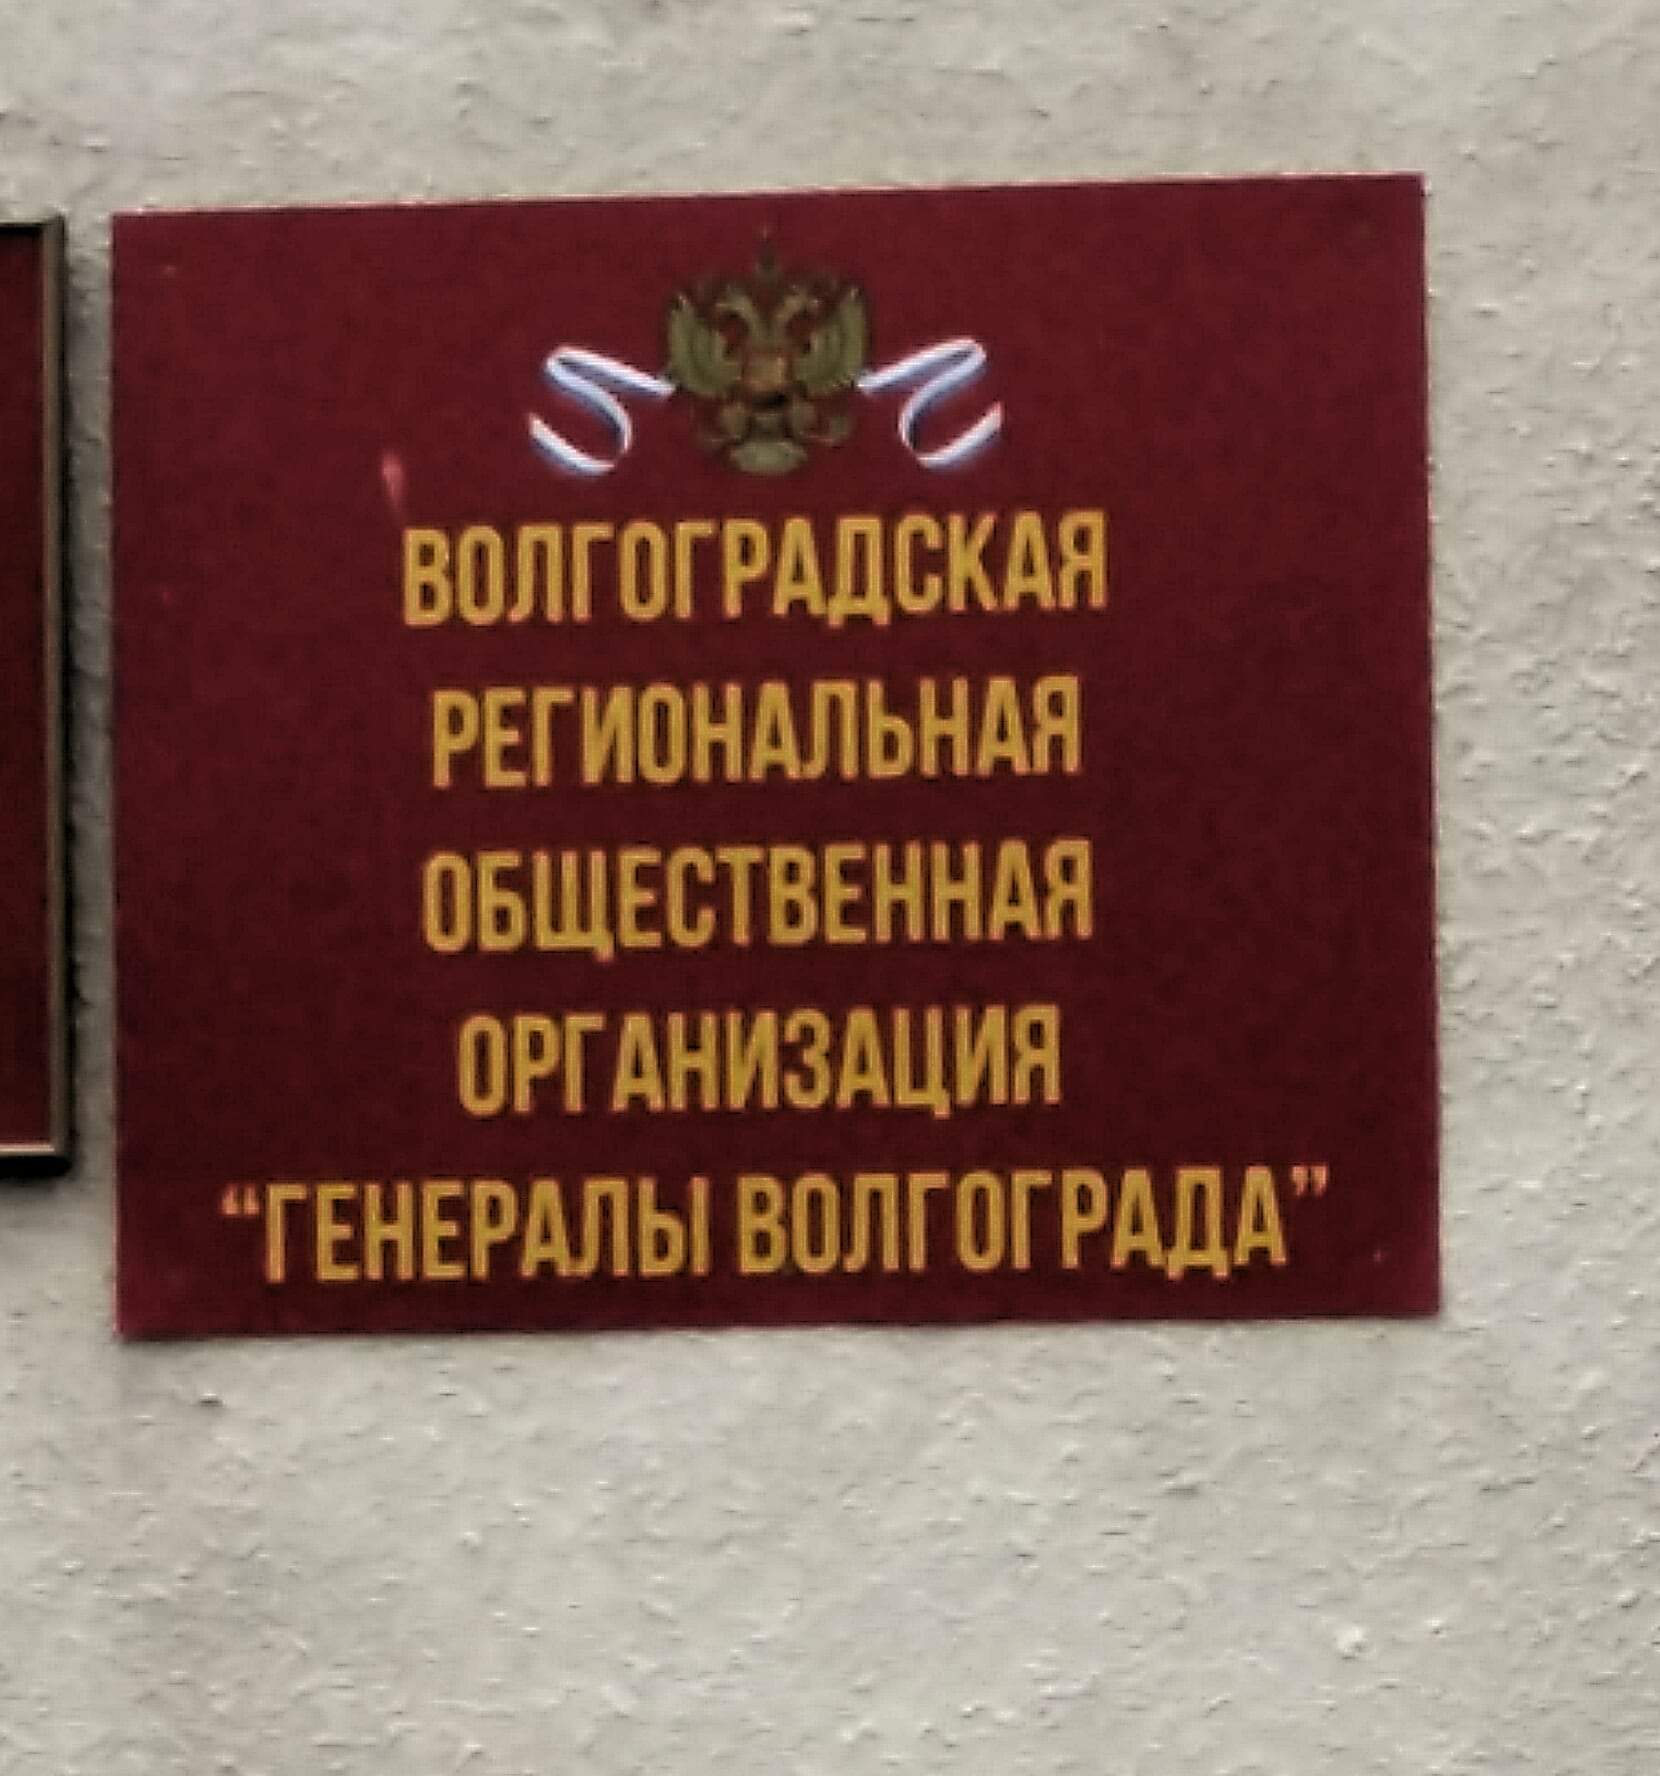 ВОЛГОГРАДСКАЯ
РЕГИОНАЛЬНАЯ
ОБЩЕСТВЕННАЯ
ОРГАНИЗАЦИЯ
“ГЕНЕРАЛЫ ВОЛГОГРАДА”